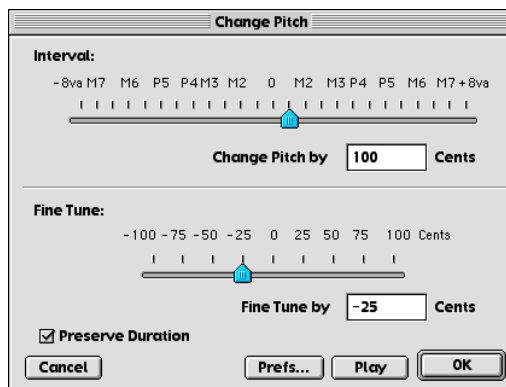 Change Pitch
Interval:
-8va M7 M6 P5 P4 M3 M2 0 M2 M3 P4 P5 M6 M7 +8va
Change Pitch by 100 Cents
Fine Tune:
-100 -75 -50 -25 0 25 50 75 100 Cents
Fine Tune by -25 Cents
Preserve Duration
Cancel Prefs... Play OK